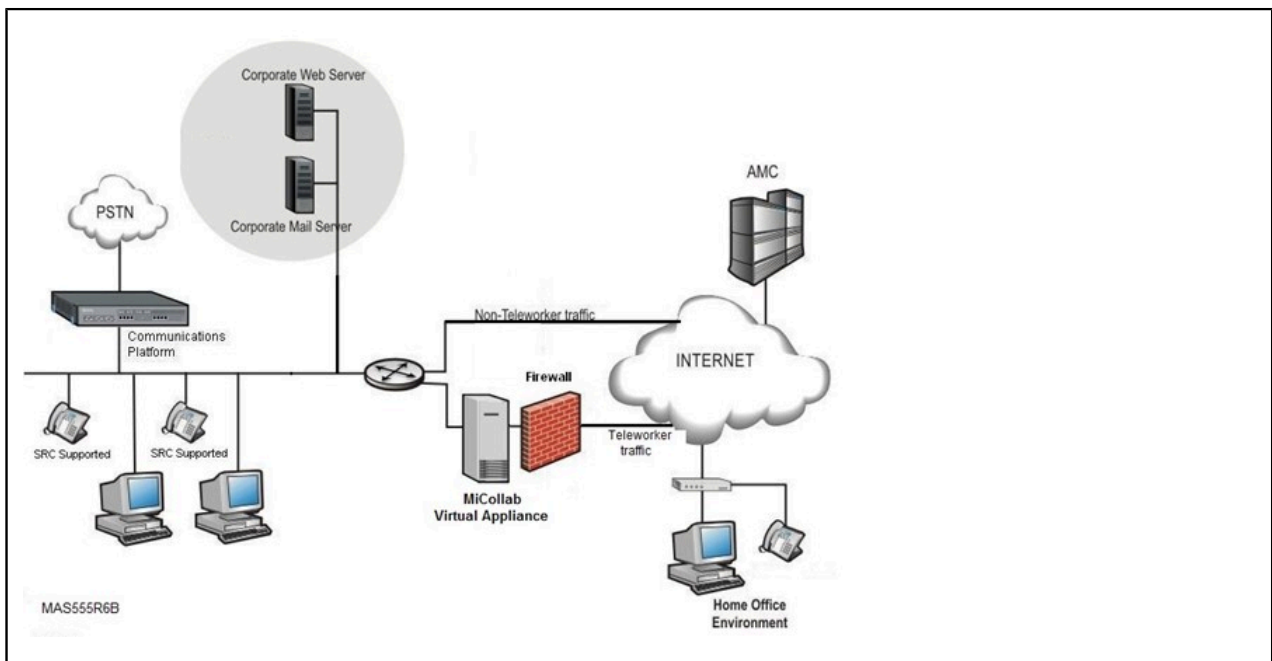 Corporate Web Server
Corporate Mail Server
PSTN
AMC
Communications
Platform
Non-Teleworker traffic
INTERNET
Firewall
Teleworker
traffic
SRC Supported
SRC Supported
MiCollab
Virtual Appliance
Home Office
Environment
MAS555R6B